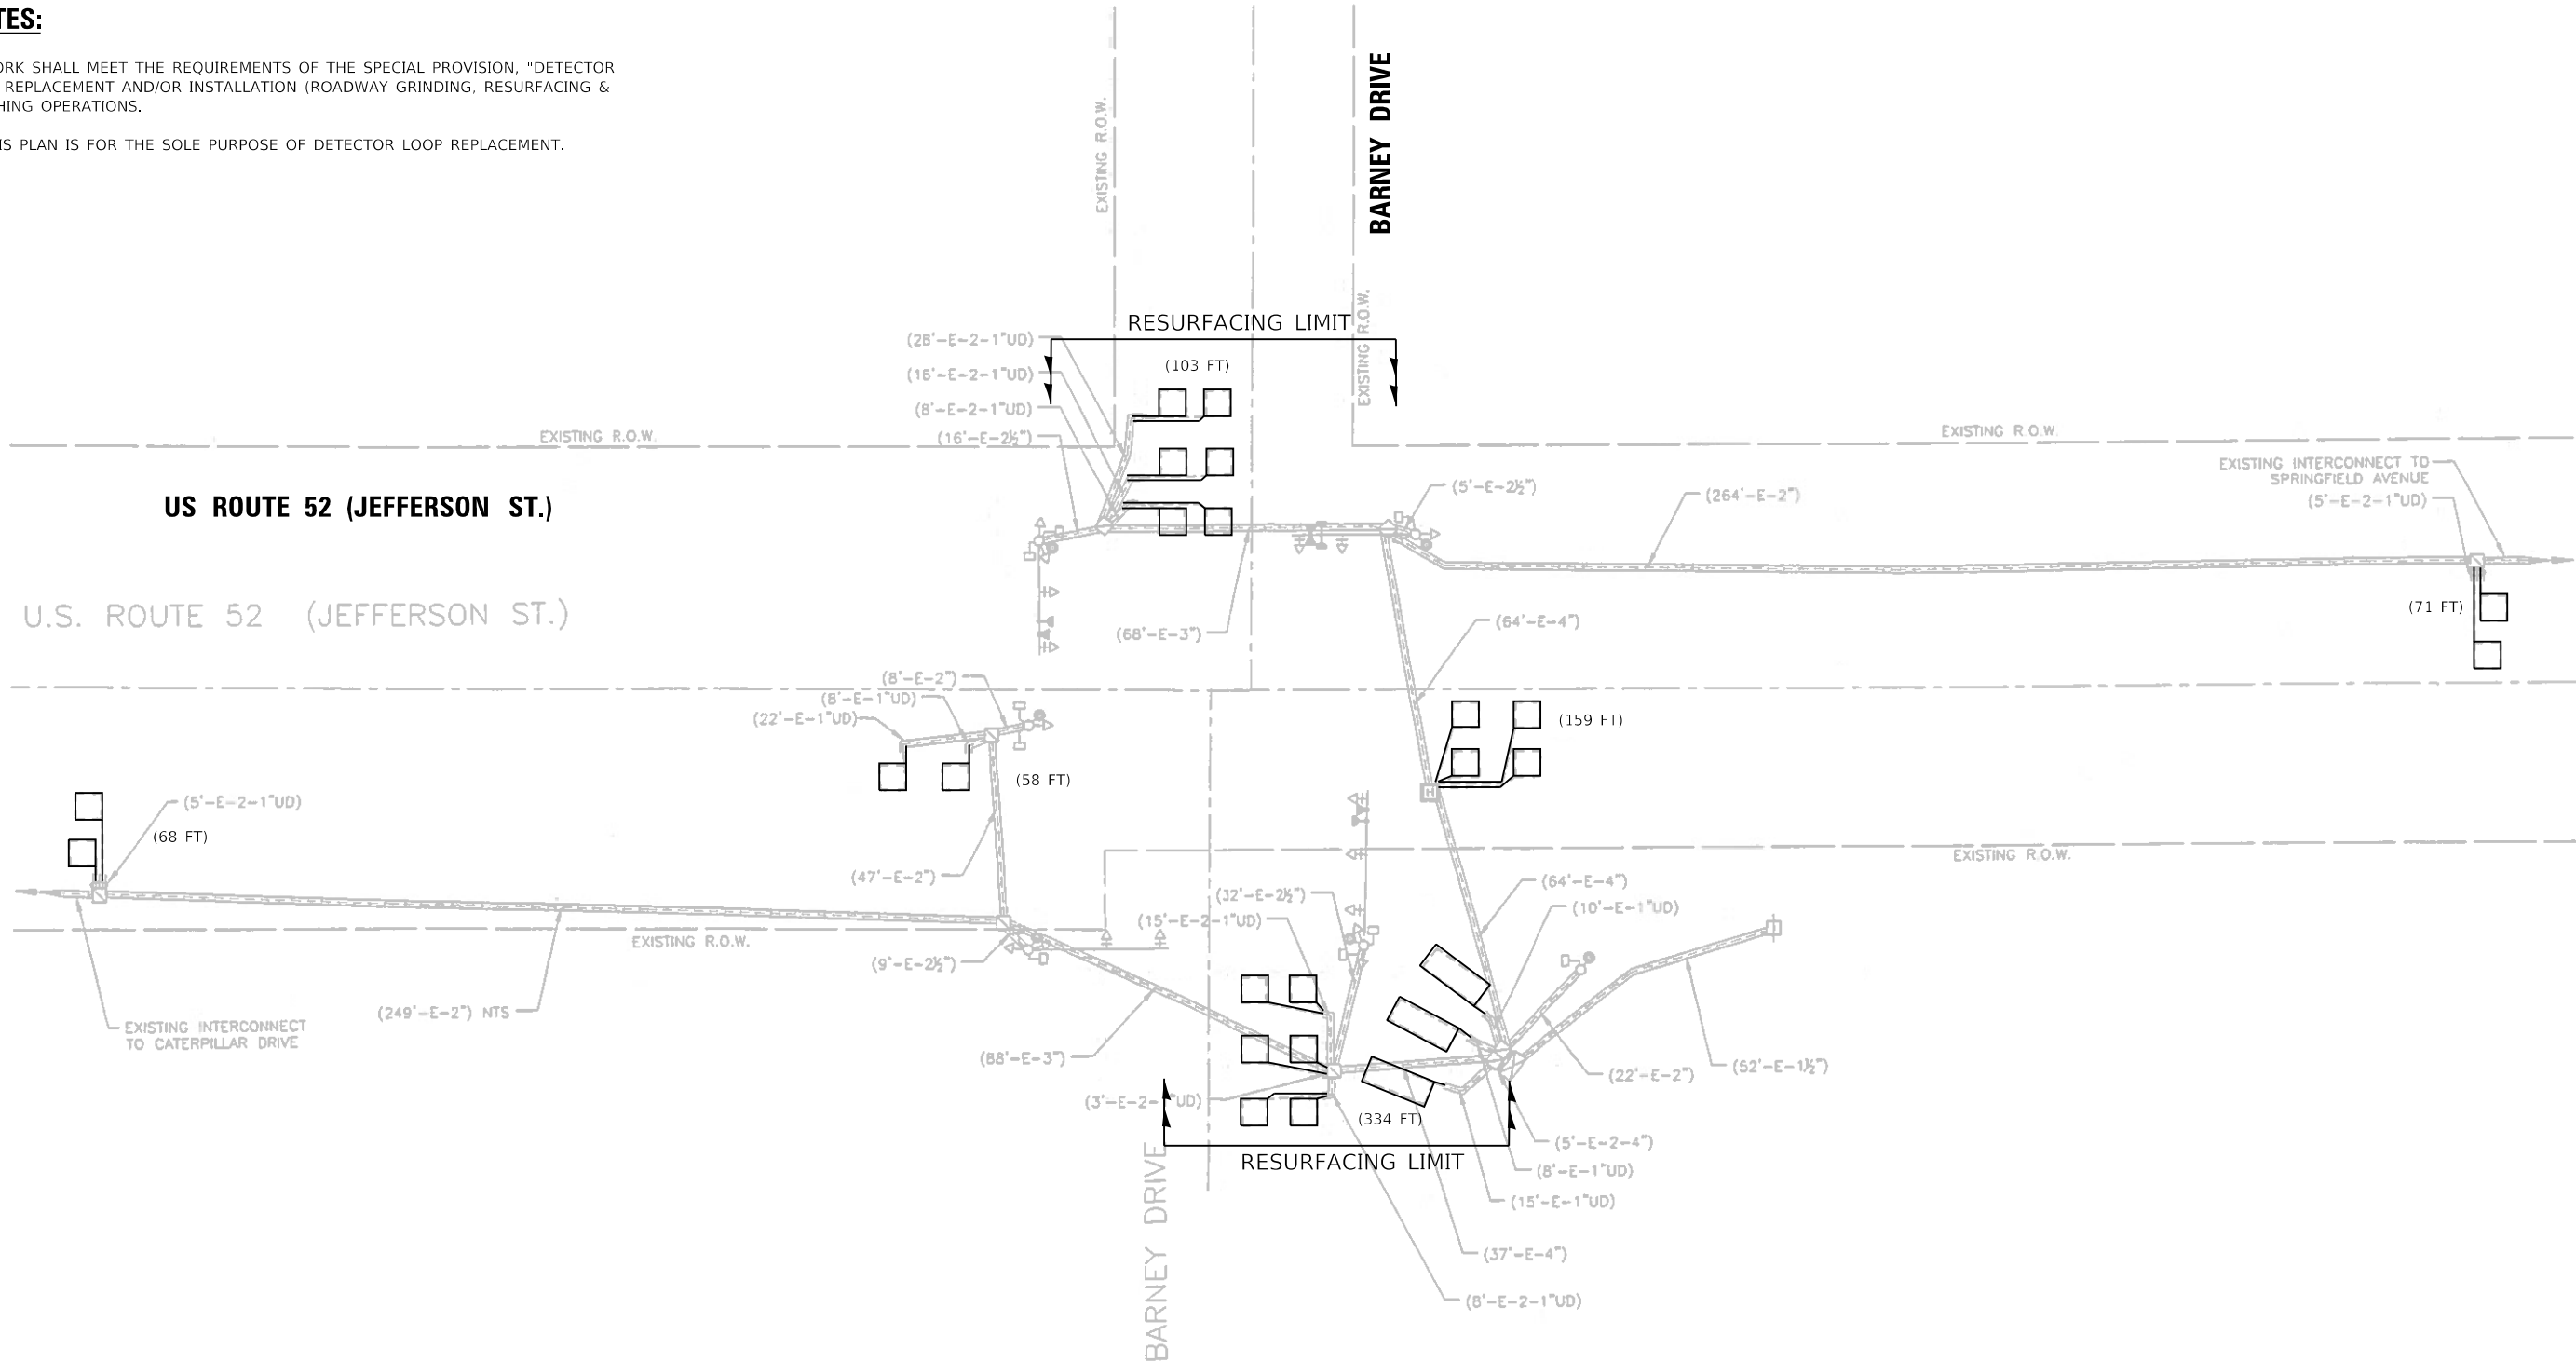 TES:
ORK SHALL MEET THE REQUIREMENTS OF THE SPECIAL PROVISION, "DETECTOR
REPLACEMENT AND/OR INSTALLATION (ROADWAY GRINDING, RESURFACING &
HING OPERATIONS.
IS PLAN IS FOR THE SOLE PURPOSE OF DETECTOR LOOP REPLACEMENT.
EXISTING R.O.W.
BARNEY DRIVE
EXISTING R.O.W.
RESURFACING LIMIT
(28'-E-2-1"UD)
(103 FT)
(16'-E-2-1"UD)
(8'-E-2-1"UD)
(16'-E-2½")
EXISTING R.O.W.
EXISTING R.O.W.
EXISTING INTERCONNECT TO
SPRINGFIELD AVENUE
(5'-E-2-1"UD)
(5'-E-2½")
(264'-E-2")
US ROUTE 52 (JEFFERSON ST.)
U.S. ROUTE 52 (JEFFERSON ST.)
(71 FT)
(68'-E-3")
(64'-E-4")
(8'-E-2")
(8'-E-1"UD)
(22'-E-1"UD)
(159 FT)
(58 FT)
(5'-E-2-1"UD)
(68 FT)
H
EXISTING R.O.W.
(47'-E-2")
(64'-E-4")
(32'-E-2½")
(10'-E-1"UD)
(15'-E-2-1"UD)
EXISTING R.O.W.
(9'-E-2½")
(249'-E-2") NTS
EXISTING INTERCONNECT
TO CATERPILLAR DRIVE
(88'-E-3")
(52'-E-1½")
(22'-E-2")
(3'-E-2- "UD)
(334 FT)
(5'-E-2-4")
RESURFACING LIMIT
(8'-E-1"UD)
(15'-E-1"UD)
BARNEY DRIVE
(37'-E-4")
(8'-E-2-1"UD)